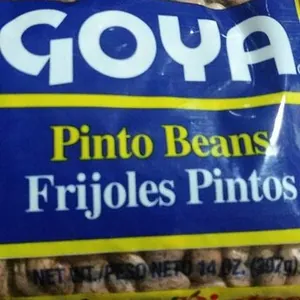 GOYA
Pinto Beans
Frijoles Pintos
NET WT./PESO NETO 14 OZ. (397g)